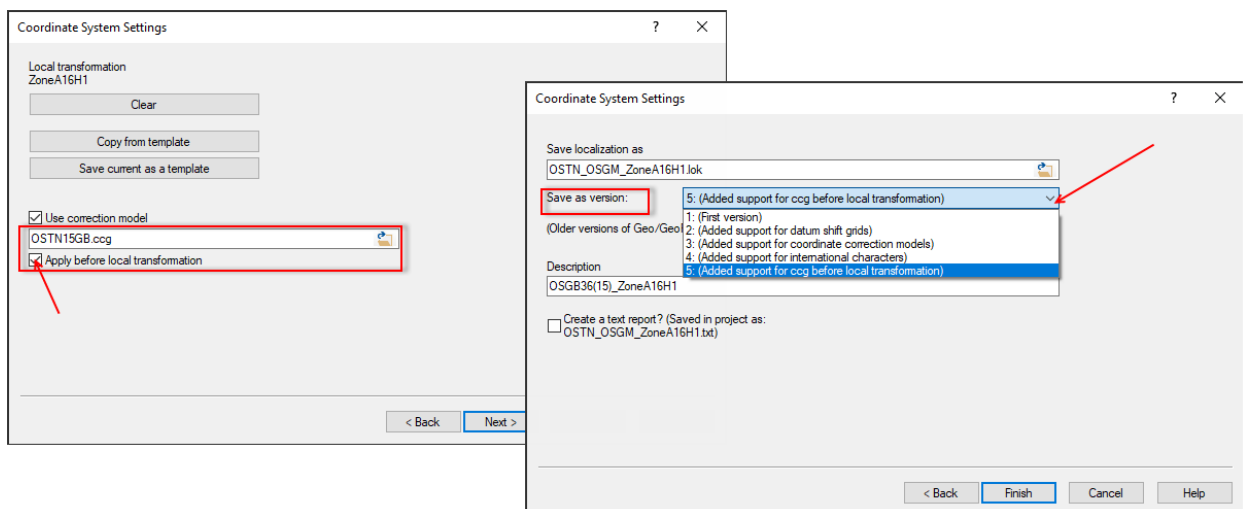 Coordinate System Settings
?
Local transformation
ZoneA16H1
Clear
Copy from template
Save current as a template
Use correction model
OSTN15GB.ccg
Apply before local transformation
< Back
Next >
Coordinate System Settings
?
Save localization as
OSTN_OSGM_ZoneA16H1.lok
Save as version:
5: (Added support for ccg before local transformation)
1: (First version)
(Older versions of Geo/Geo
2: (Added support for datum shift grids)
3: (Added support for coordinate correction models)
4: (Added support for international characters)
5: (Added support for ccg before local transformation)
Description
OSGB36(15)_ZoneA16H1
Create a text report? (Saved in project as:
OSTN_OSGM_ZoneA16H1.txt)
< Back
Finish
Cancel
Help